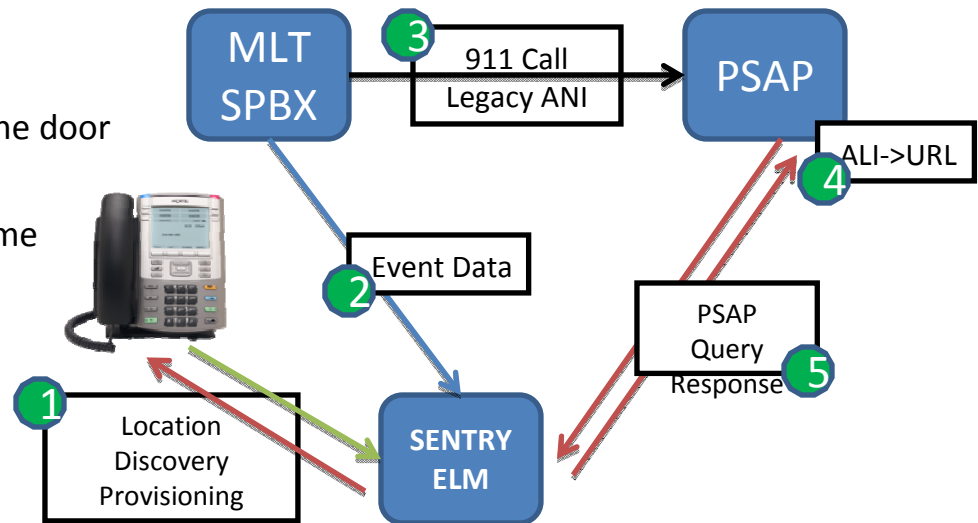 MLT
SPBX
3
911 Call
Legacy ANI
PSAP
ne door
ALI->URL
4
me
Event Data
2
PSAP
Query
Response
5
1
Location
Discovery
Provisioning
SENTRY
ELM